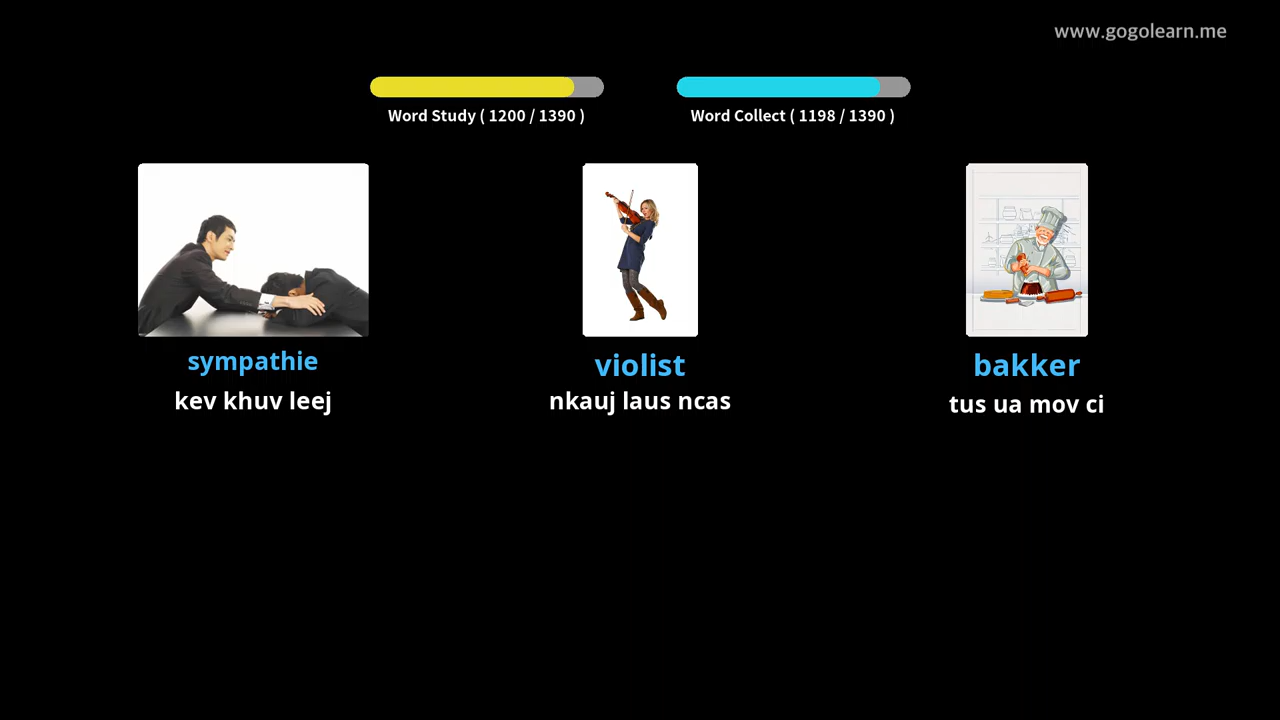 www.gogolearn.me
Word Study ( 1200 / 1390 )
Word Collect ( 1198 / 1390 )
sympathie
kev khuv leej
violist
nkauj laus ncas
bakker
tus ua mov ci